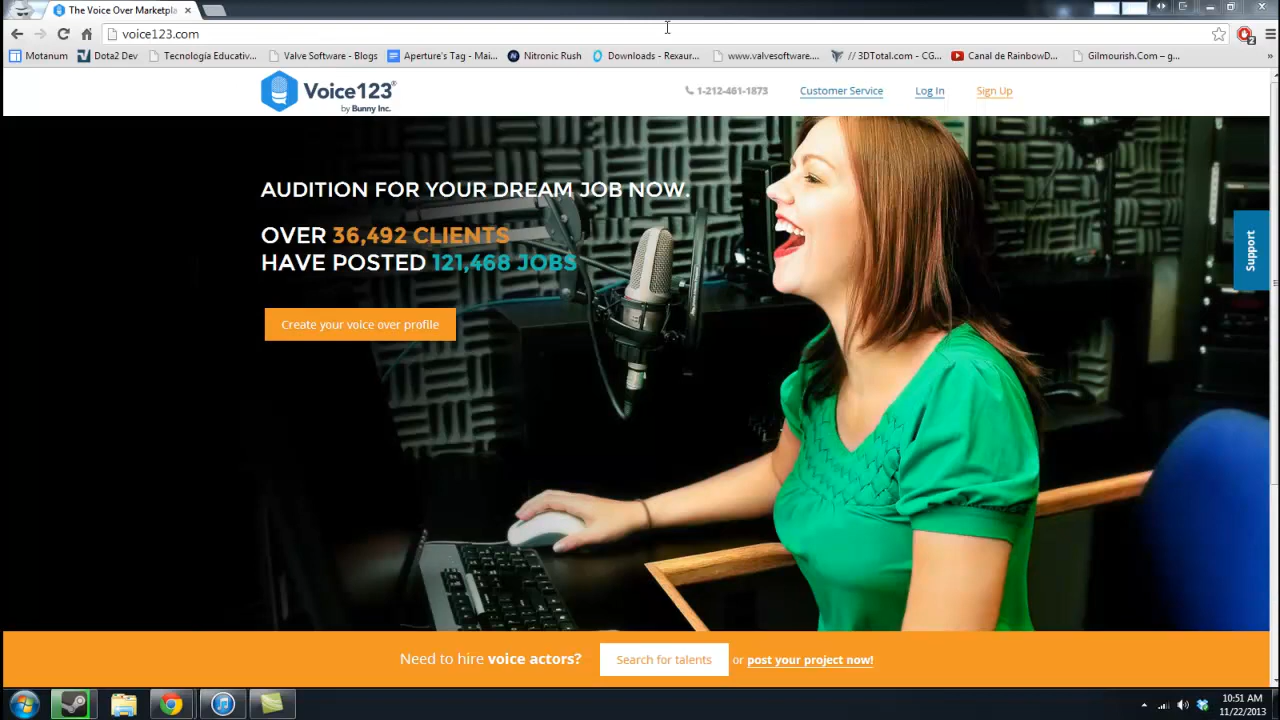 The Voice Over Marketpla
voice123.com
Motanum
Dota2 Dev
Tecnología Educativ...
Valve Software - Blogs
Aperture's Tag - Mai...
Nitronic Rush
Downloads - Rexaur...
www.valvesoftware...
// 3DTotal.com - CG...
Canal de RainbowD...
Gilmourish.Com – g...
»
Voice123®
by Bunny Inc.
1-212-461-1873
Customer Service
Log In
Sign Up
AUDITION FOR YOUR DREAM JOB NOW.
OVER 36,492 CLIENTS
HAVE POSTED 121,468 JOBS
Create your voice over profile
Support
Need to hire voice actors?
Search for talents
or post your project now!
10:51 AM
11/22/2013